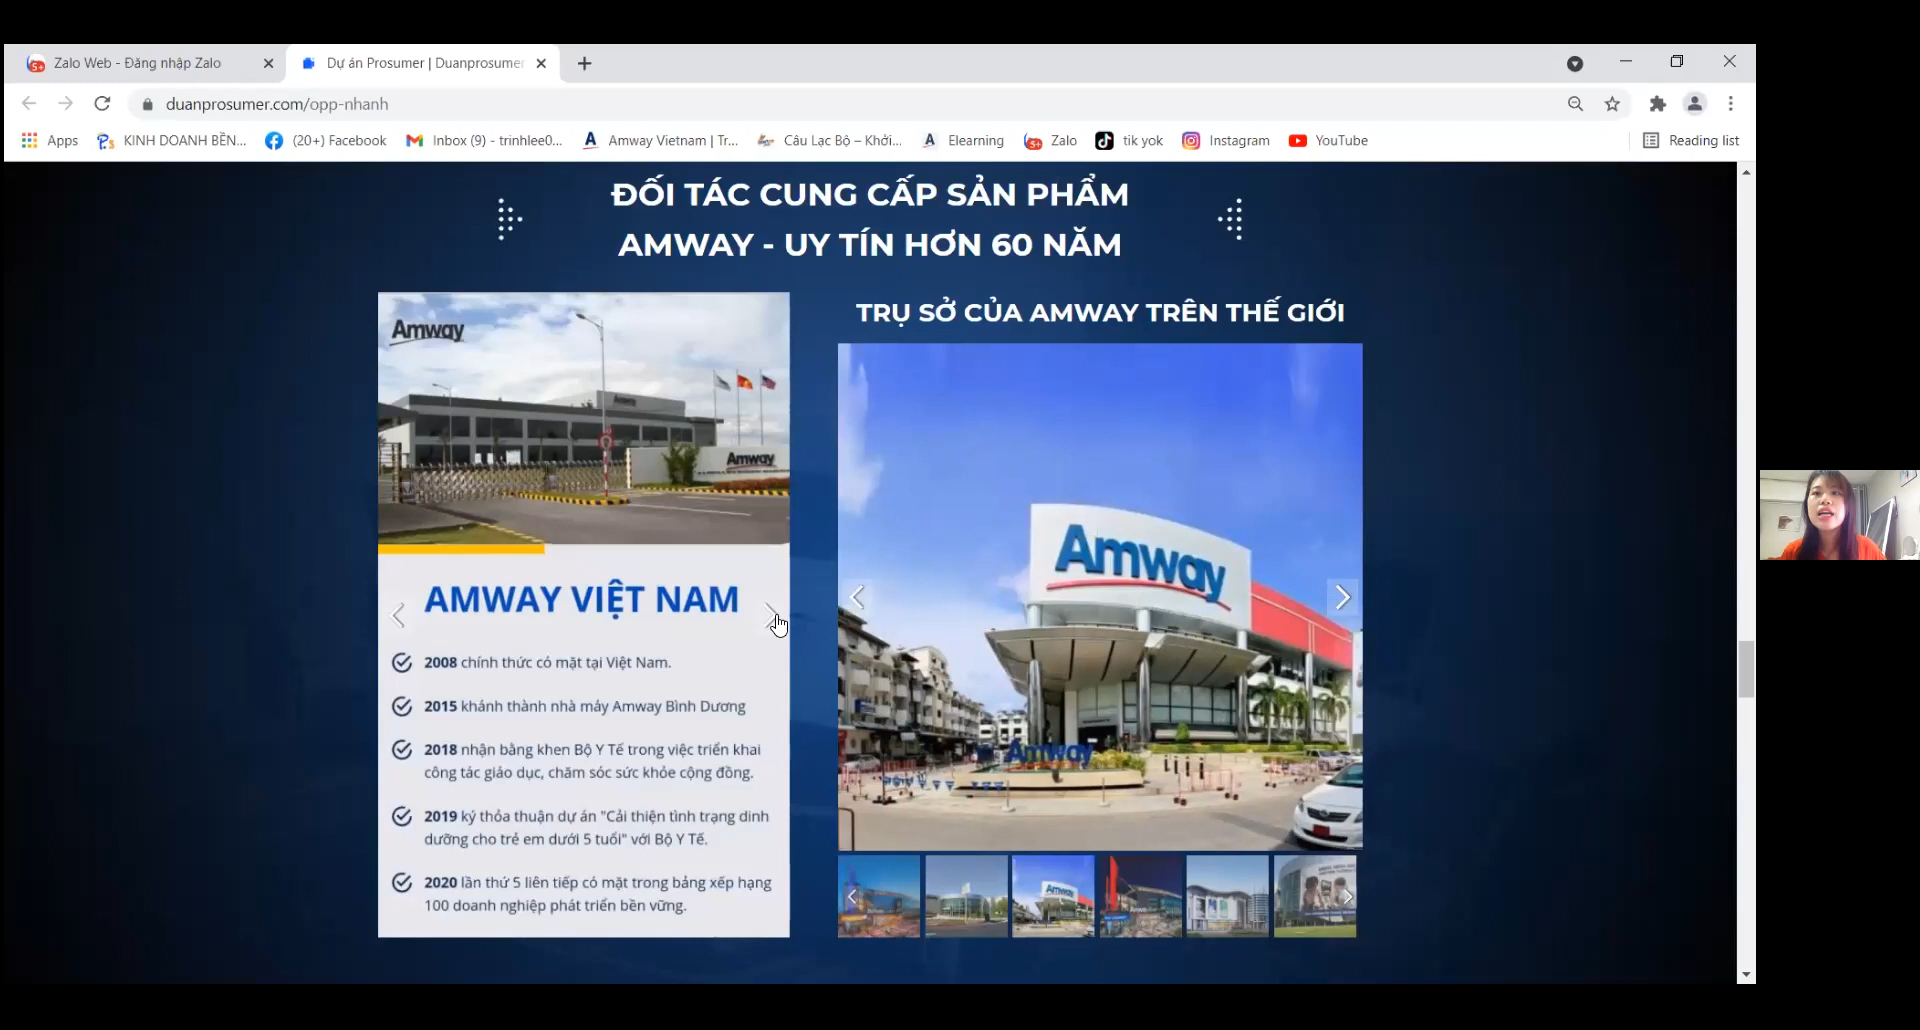 Zalo Web - Đăng nhập Zalo
Dự án Prosumer | Duanprosumer
duanprosumer.com/opp-nhanh
Apps
KINH DOANH BỀN...
(20+) Facebook
Inbox (9) - trinhlee0...
Amway Vietnam | Tr...
Câu Lạc Bộ – Khởi...
Elearning
Zalo
tik yok
Instagram
YouTube
Reading list
ĐỐI TÁC CUNG CẤP SẢN PHẨM
AMWAY - UY TÍN HƠN 60 NĂM
Amway
Amway
Amway
AMWAY VIỆT NAM
2008 chính thức có mặt tại Việt Nam.
2015 khánh thành nhà máy Amway Bình Dương
2018 nhận bằng khen Bộ Y Tế trong việc triển khai
công tác giáo dục, chăm sóc sức khỏe cộng đồng.
2019 ký thỏa thuận dự án "Cải thiện tình trạng dinh
dưỡng cho trẻ em dưới 5 tuổi" với Bộ Y Tế.
2020 lần thứ 5 liên tiếp có mặt trong bảng xếp hạng
100 doanh nghiệp phát triển bền vững.
TRỤ SỞ CỦA AMWAY TRÊN THẾ GIỚI
Amway
Amway
Amway